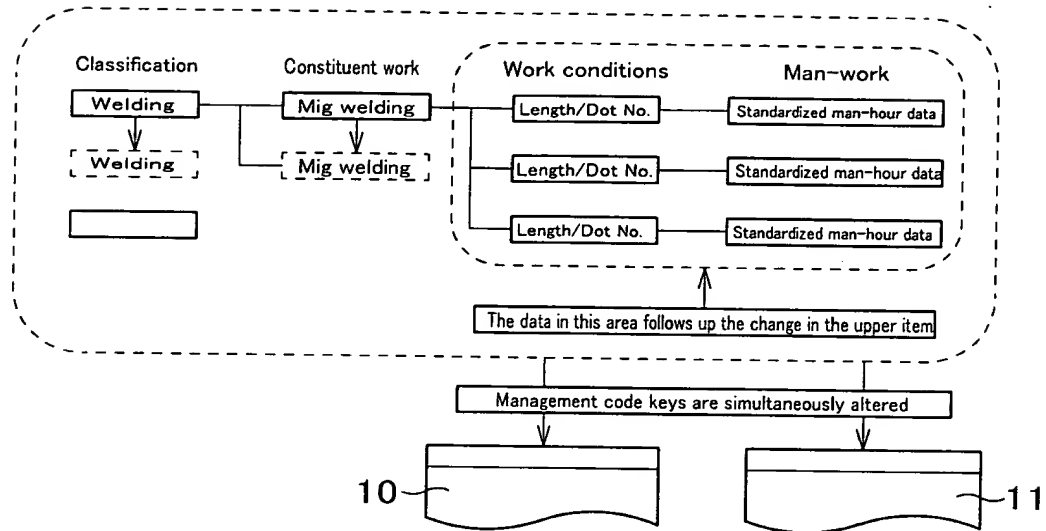 Classification Constituent work Work conditions Man-work
Welding Mig welding Length/Dot No. Standardized man-hour data
Welding Mig welding Length/Dot No. Standardized man-hour data
Length/Dot No. Standardized man-hour data
The data in this area follows up the change in the upper item
Management code keys are simultaneously altered
10 11